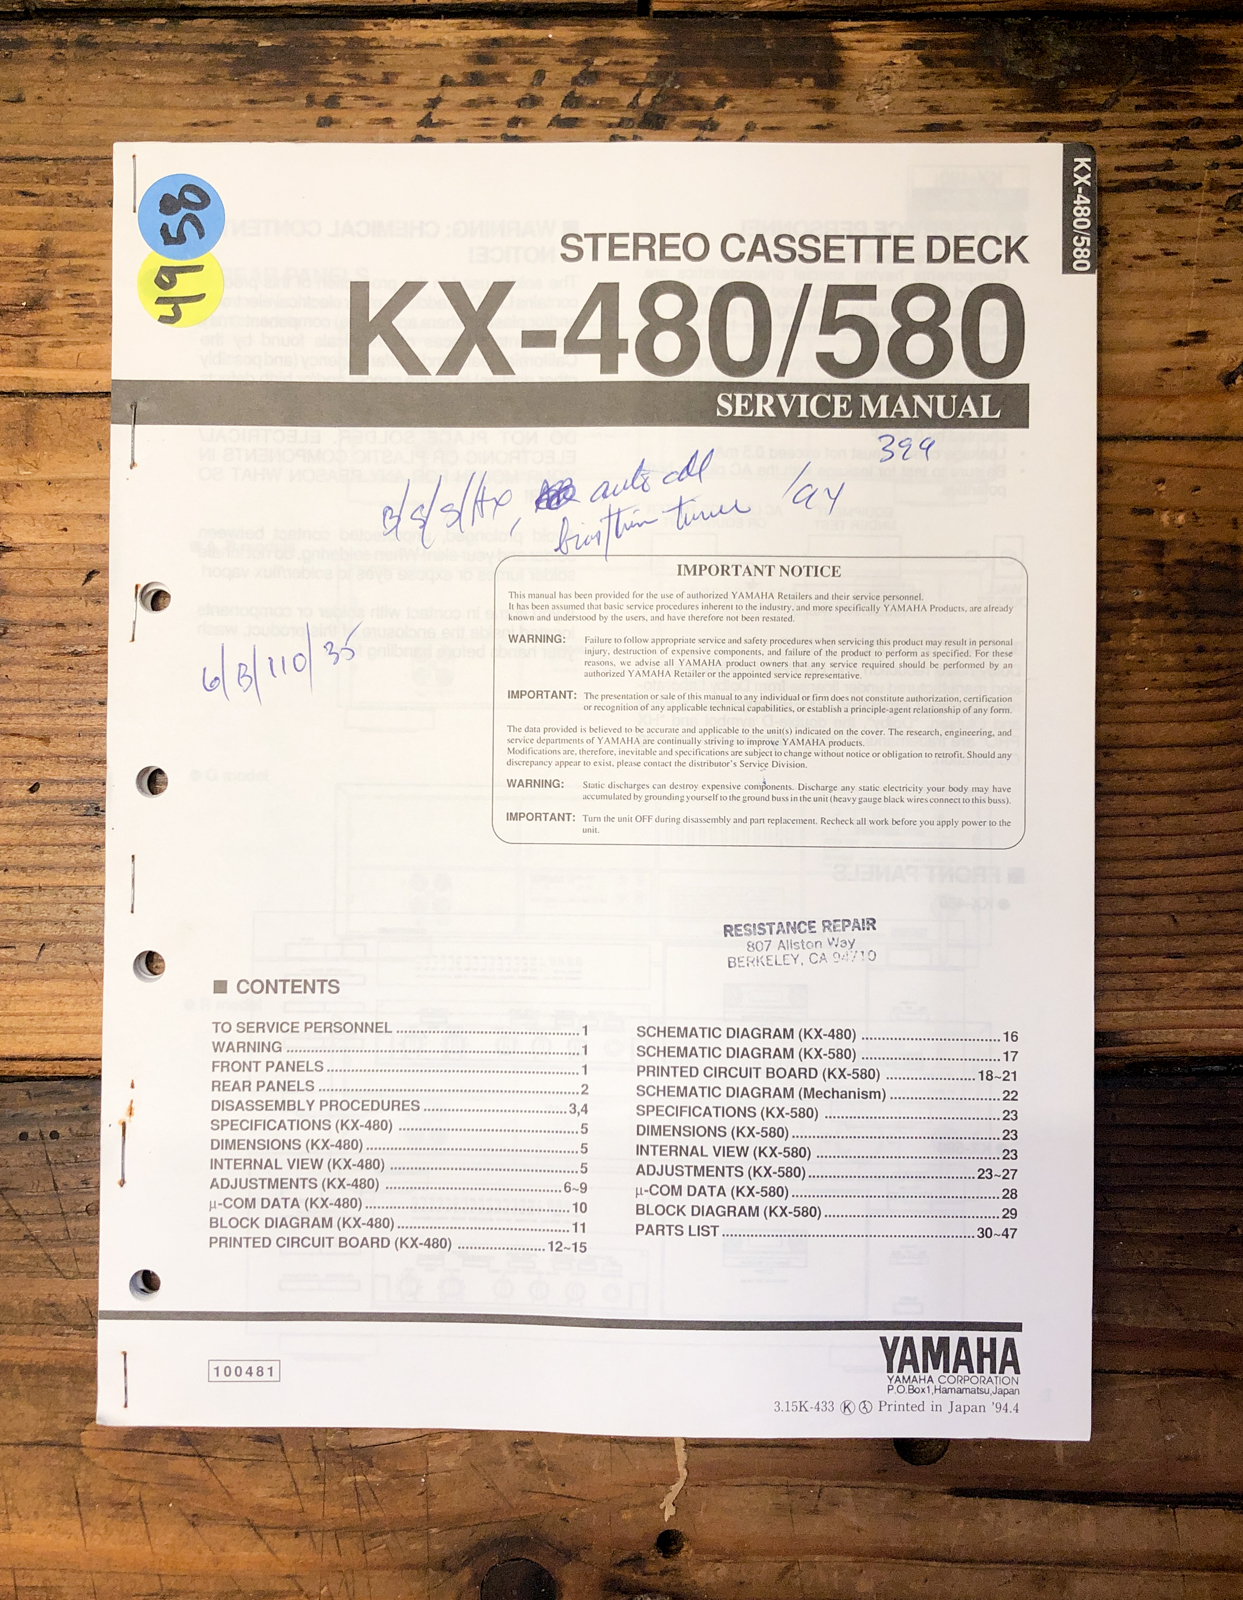 58
49
KX-480/580
STEREO CASSETTE DECK
KX-480/580
SERVICE MANUAL
399
B/S/S/Hx, auto
/94
6/B/110/35
IMPORTANT NOTICE
This manual has been provided for the use of authorized YAMAHA Retailers and their service personnel.
It has been assumed that basic service procedures inherent to the industry, and more specifically YAMAHA Products, are already
known and understood by the users, and have therefore not been restated.
WARNING: Failure to follow appropriate service and safety procedures when servicing this product may result in personal
injury, destruction of expensive components, and failure of the product to perform as specified. For these
reasons, we advise all YAMAHA product owners that any service required should be performed by an
authorized YAMAHA Retailer or the appointed service representative.
IMPORTANT: The presentation or sale of this manual to any individual or firm does not constitute authorization, certification
or recognition of any applicable technical capabilities, or establish a principle-agent relationship of any form.
The data provided is believed to be accurate and applicable to the unit(s) indicated on the cover. The research, engineering, and
service departments of YAMAHA are continually striving to improve YAMAHA products.
Modifications are, therefore, inevitable and specifications are subject to change without notice or obligation to retrofit. Should any
discrepancy appear to exist, please contact the distributor's Service Division.
WARNING: Static discharges can destroy expensive components. Discharge any static electricity your body may have
accumulated by grounding yourself to the ground buss in the unit (heavy gauge black wires connect to this buss).
IMPORTANT: Turn the unit OFF during disassembly and part replacement. Recheck all work before you apply power to the
unit.
RESISTANCE REPAIR
807 Allston Way
BERKELEY, CA 94710
■ CONTENTS
TO SERVICE PERSONNEL ..... 1
WARNING ..... 1
FRONT PANELS ..... 1
REAR PANELS ..... 2
DISASSEMBLY PROCEDURES ..... 3,4
SPECIFICATIONS (KX-480) ..... 5
DIMENSIONS (KX-480) ..... 5
INTERNAL VIEW (KX-480) ..... 5
ADJUSTMENTS (KX-480) ..... 6~9
μ-COM DATA (KX-480) ..... 10
BLOCK DIAGRAM (KX-480) ..... 11
PRINTED CIRCUIT BOARD (KX-480) ..... 12~15
SCHEMATIC DIAGRAM (KX-480) ..... 16
SCHEMATIC DIAGRAM (KX-580) ..... 17
PRINTED CIRCUIT BOARD (KX-580) ..... 18~21
SCHEMATIC DIAGRAM (Mechanism) ..... 22
SPECIFICATIONS (KX-580) ..... 23
DIMENSIONS (KX-580) ..... 23
INTERNAL VIEW (KX-580) ..... 23
ADJUSTMENTS (KX-580) ..... 23~27
μ-COM DATA (KX-580) ..... 28
BLOCK DIAGRAM (KX-580) ..... 29
PARTS LIST ..... 30~47
100481
YAMAHA
YAMAHA CORPORATION
P.O.Box1,Hamamatsu,Japan
3.15K-433 Ⓚ Printed in Japan '94.4